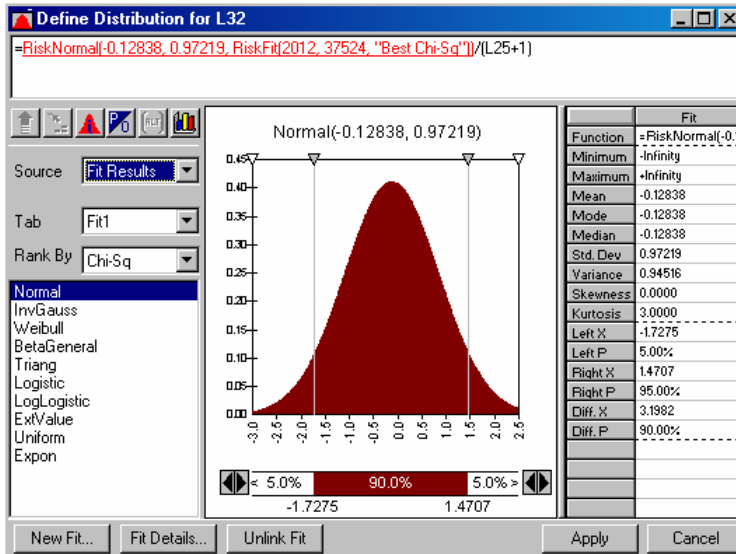 Define Distribution for L32
=RiskNormal(-0.12838, 0.97219, RiskFit(2012, 37524, "Best Chi-Sq"))/(L25+1)
Source Fit Results
Tab Fit1
Rank By Chi-Sq
Normal
InvGauss
Weibull
BetaGeneral
Triang
Logistic
LogLogistic
ExtValue
Uniform
Expon
Normal(-0.12838, 0.97219)
0.45
0.40
0.35
0.30
0.25
0.20
0.15
0.10
0.05
0.00
-3.0 -2.5 -2.0 -1.5 -1.0 -0.5 0.0 0.5 1.0 1.5 2.0 2.5
< 5.0% 90.0% 5.0% >
-1.7275 1.4707
Fit
Function =RiskNormal(-0.
Minimum -Infinity
Maximum +Infinity
Mean -0.12838
Mode -0.12838
Median -0.12838
Std. Dev 0.97219
Variance 0.94516
Skewness 0.0000
Kurtosis 3.0000
Left X -1.7275
Left P 5.00%
Right X 1.4707
Right P 95.00%
Diff. X 3.1982
Diff. P 90.00%
New Fit... Fit Details... Unlink Fit Apply Cancel